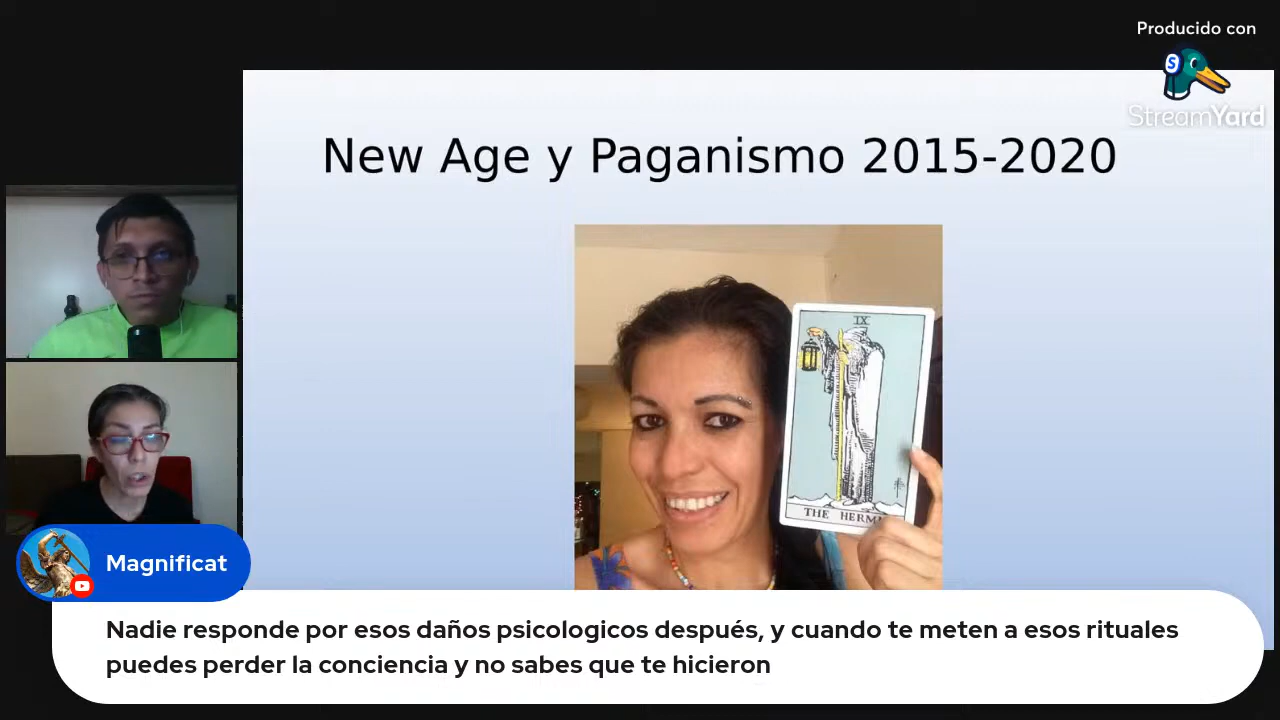 Producido con
StreamYard
New Age y Paganismo 2015-2020
IX
THE HERM
Magnificat
Nadie responde por esos daños psicologicos después, y cuando te meten a esos rituales
puedes perder la conciencia y no sabes que te hicieron